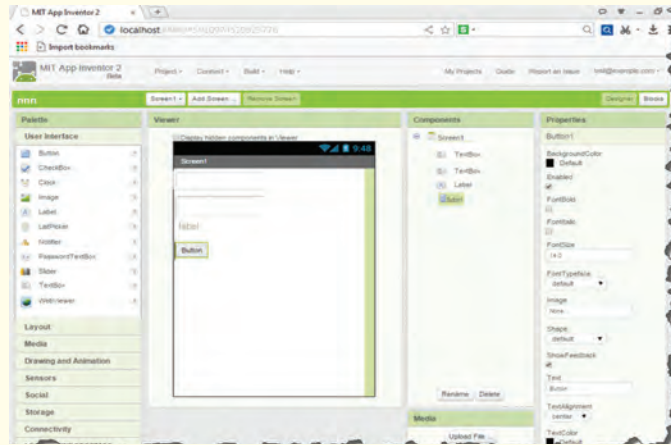 MIT App Inventor 2
localhost
Import bookmarks
MIT App Inventor 2
Beta
Project
Connect
Build
Help
My Projects
Guide
Report an Issue
nnn
Screen1
Add Screen ...
Remove Screen
Designer
Blocks
Palette
User Interface
Button
CheckBox
Clock
Image
Label
ListPicker
Notifier
PasswordTextBox
Slider
TextBox
WebViewer
Layout
Media
Drawing and Animation
Sensors
Social
Storage
Connectivity
Viewer
Display hidden components in Viewer
9:48
Screen1
label
Button
Components
Screen1
TextBox
TextBox
Label
Rename
Delete
Media
Upload File ...
Properties
Button1
BackgroundColor
Default
Enabled
FontBold
FontItalic
FontSize
14.0
FontTypeface
default
Image
None
Shape
default
ShowFeedback
Text
Button
TextAlignment
center
TextColor